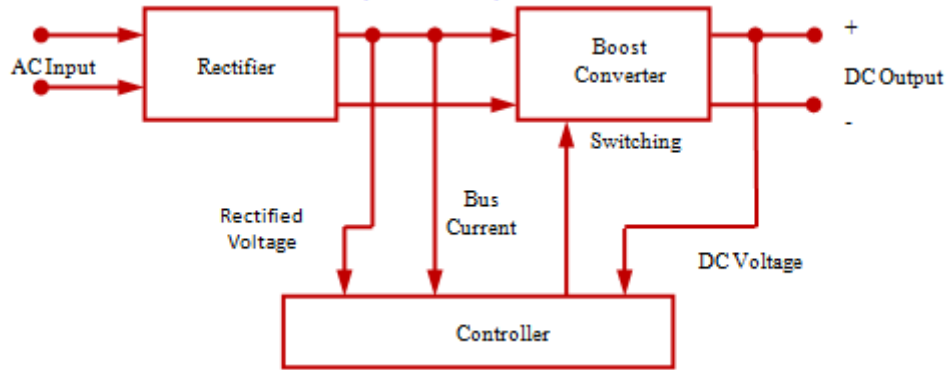 AC Input
Rectifier
Boost
Converter
+
DC Output
-
Switching
Rectified
Voltage
Bus
Current
DC Voltage
Controller